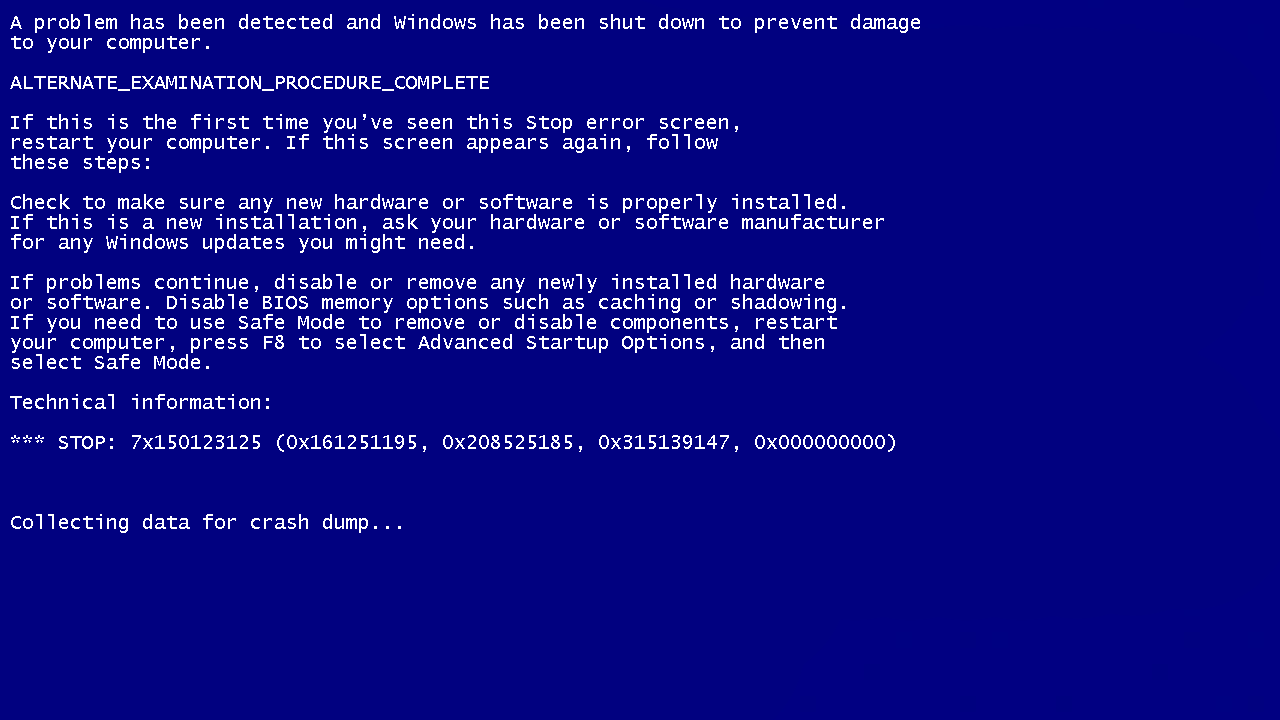 A problem has been detected and Windows has been shut down to prevent damage
to your computer.
ALTERNATE_EXAMINATION_PROCEDURE_COMPLETE
If this is the first time you've seen this Stop error screen,
restart your computer. If this screen appears again, follow
these steps:
Check to make sure any new hardware or software is properly installed.
If this is a new installation, ask your hardware or software manufacturer
for any Windows updates you might need.
If problems continue, disable or remove any newly installed hardware
or software. Disable BIOS memory options such as caching or shadowing.
If you need to use Safe Mode to remove or disable components, restart
your computer, press F8 to select Advanced Startup Options, and then
select Safe Mode.
Technical information:
*** STOP: 7x150123125 (0x161251195, 0x208525185, 0x315139147, 0x000000000)
Collecting data for crash dump...